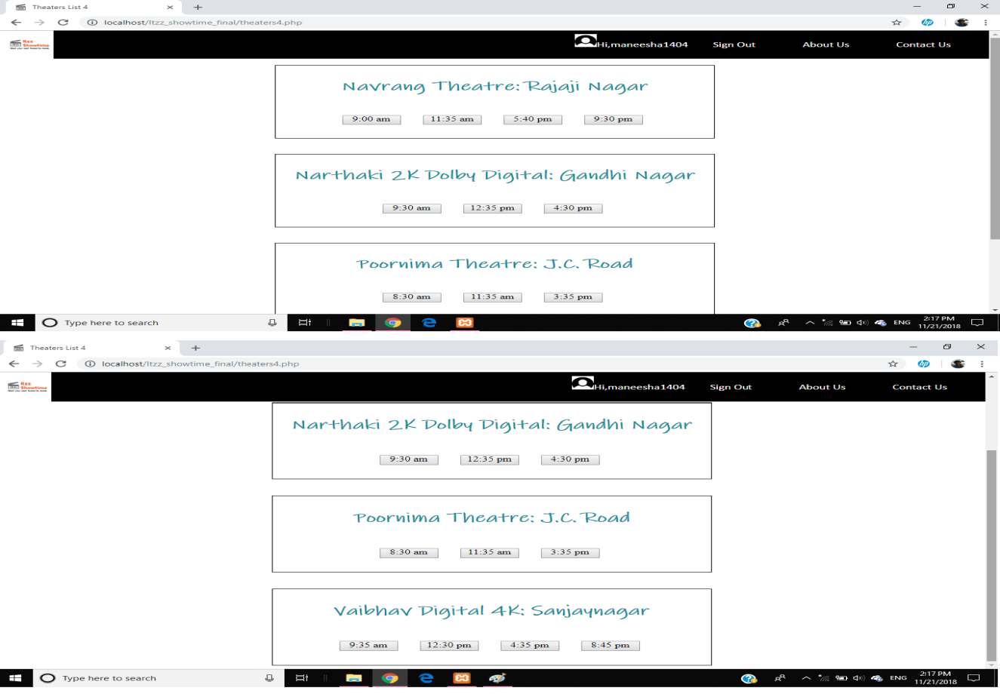 Theaters List 4
localhost/ltzz_showtime_final/theaters4.php
Itzz
Showtime
Hi,maneesha1404 Sign Out About Us Contact Us
Navrang Theatre: Rajaji Nagar
9:00 am 11:35 am 5:40 pm 9:30 pm
Narthaki 2K Dolby Digital: Gandhi Nagar
9:30 am 12:35 pm 4:30 pm
Poornima Theatre: J.C. Road
8:30 am 11:35 am 3:35 pm
Type here to search
ENG
2:17 PM
11/21/2018
Theaters List 4
localhost/ltzz_showtime_final/theaters4.php
Itzz
Showtime
Hi,maneesha1404 Sign Out About Us Contact Us
Narthaki 2K Dolby Digital: Gandhi Nagar
9:30 am 12:35 pm 4:30 pm
Poornima Theatre: J.C. Road
8:30 am 11:35 am 3:35 pm
Vaibhav Digital 4K: Sanjaynagar
9:35 am 12:30 pm 4:35 pm 8:45 pm
Type here to search
ENG
2:17 PM
11/21/2018